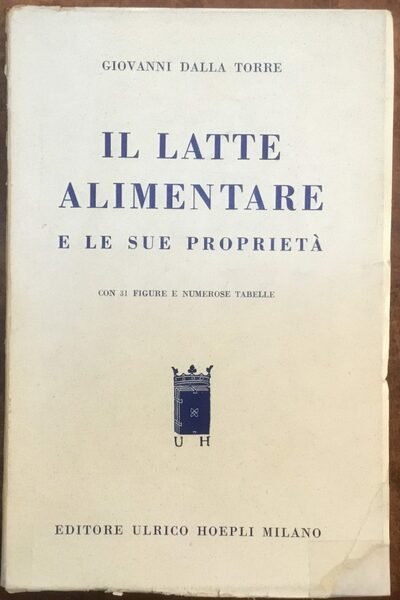 GIOVANNI DALLA TORRE
IL LATTE
ALIMENTARE
E LE SUE PROPRIETÀ
CON 31 FIGURE E NUMEROSE TABELLE
U H
EDITORE ULRICO HOEPLI MILANO